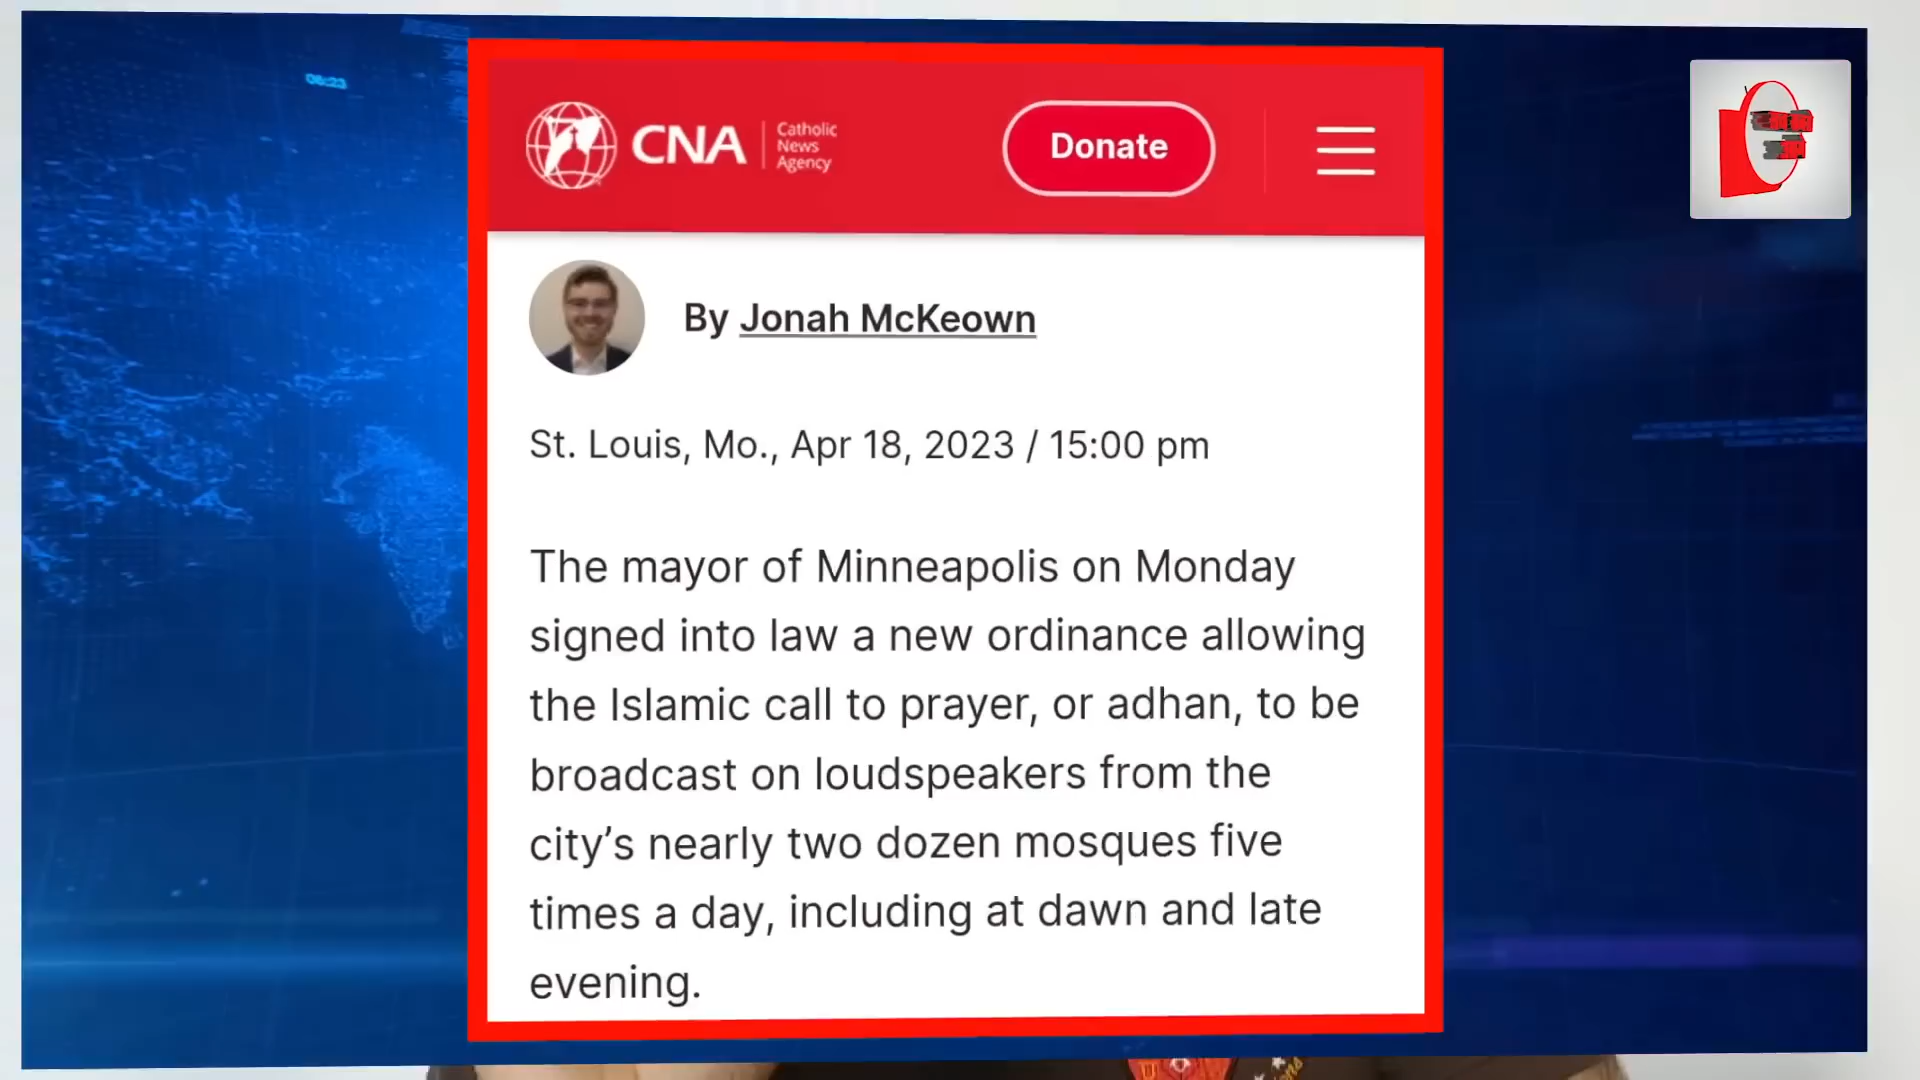 06:23
CNA
Catholic
News
Agency
Donate
By Jonah McKeown
St. Louis, Mo., Apr 18, 2023 / 15:00 pm
The mayor of Minneapolis on Monday
signed into law a new ordinance allowing
the Islamic call to prayer, or adhan, to be
broadcast on loudspeakers from the
city's nearly two dozen mosques five
times a day, including at dawn and late
evening.